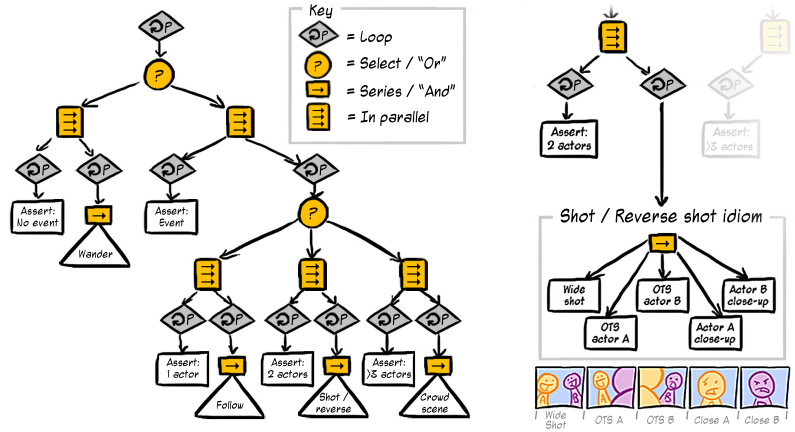 Key
P
= Loop
?
= Select / "Or"
= Series / "And"
= In parallel
P
?
P
P
P
P
Assert:
No event
Wander
Assert:
Event
?
P
P
P
P
P
P
Assert:
1 actor
Follow
Assert:
2 actors
Shot /
reverse
Assert:
>3 actors
Crowd
scene
P
P
P
Assert:
2 actors
Assert:
>3 actors
Shot / Reverse shot idiom
Wide
shot
OTS
actor A
OTS
actor B
Actor A
close-up
Actor B
close-up
A
B
A
B
A
B
Wide
Shot
OTS A
OTS B
Close A
Close B